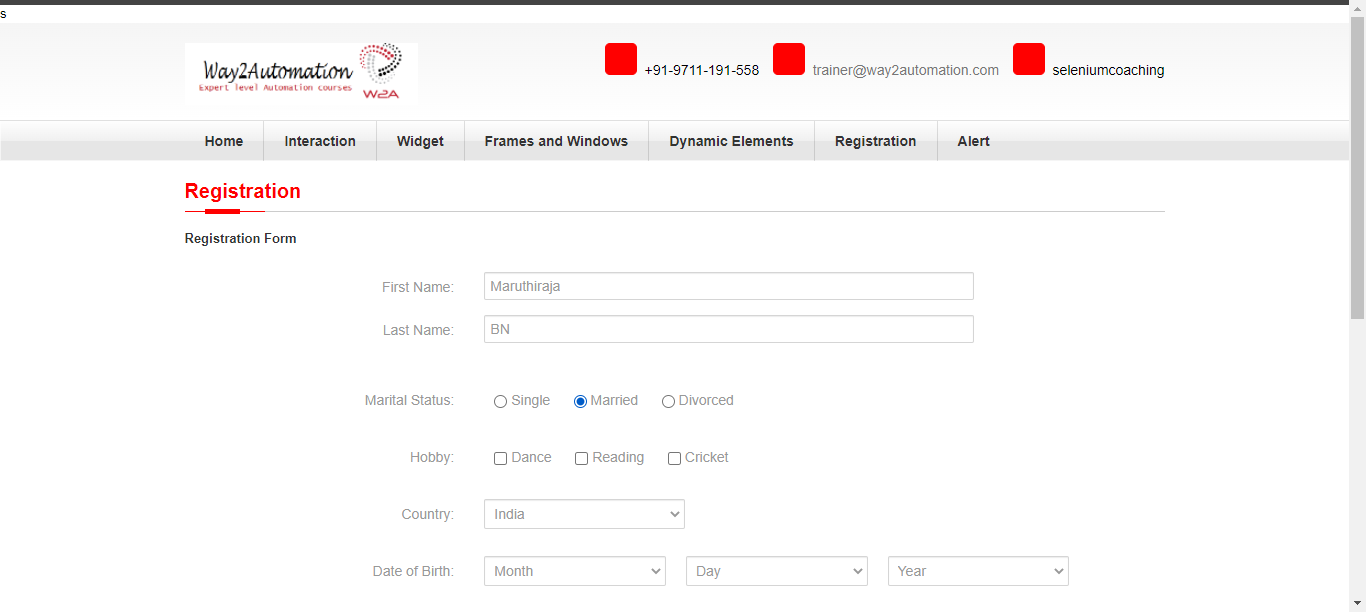 s
Way2Automation
Expert level Automation courses
W2A
+91-9711-191-558 trainer@way2automation.com seleniumcoaching
Home Interaction Widget Frames and Windows Dynamic Elements Registration Alert
Registration
Registration Form
First Name: Maruthiraja
Last Name: BN
Marital Status: Single Married Divorced
Hobby: Dance Reading Cricket
Country: India
Date of Birth: Month Day Year